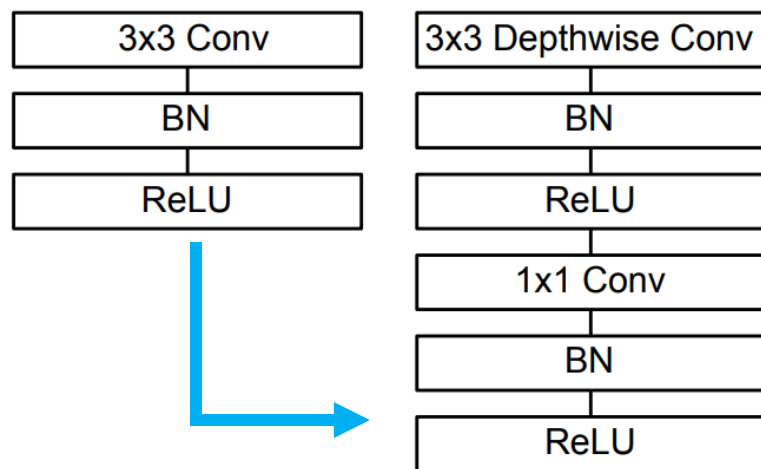 3x3 Conv
BN
ReLU
3x3 Depthwise Conv
BN
ReLU
1x1 Conv
BN
ReLU